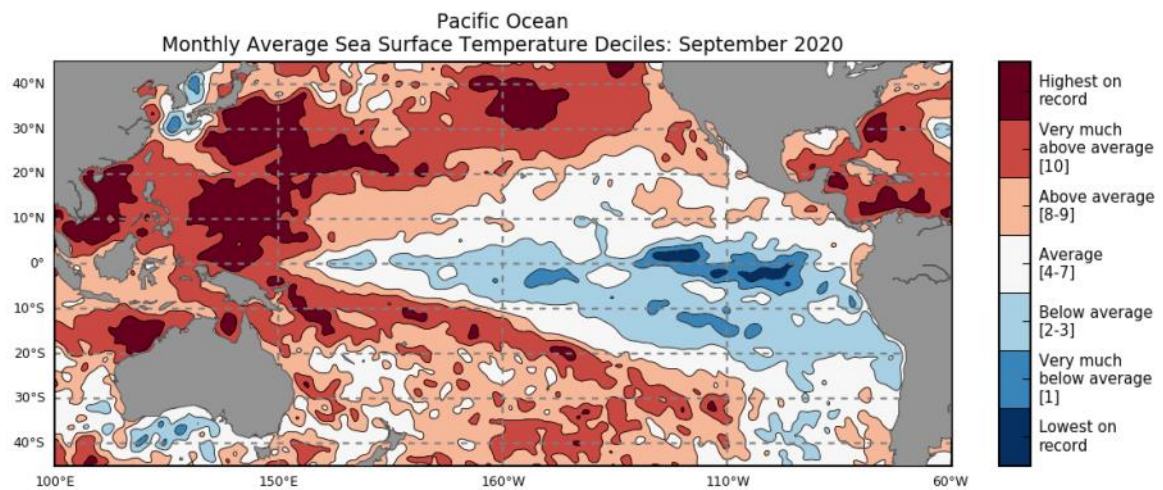 Pacific Ocean
Monthly Average Sea Surface Temperature Deciles: September 2020
40°N
30°N
20°N
10°N
0°
10°S
20°S
30°S
40°S
100°E
150°E
160°W
110°W
60°W
Highest on
record
Very much
above average
[10]
Above average
[8-9]
Average
[4-7]
Below average
[2-3]
Very much
below average
[1]
Lowest on
record